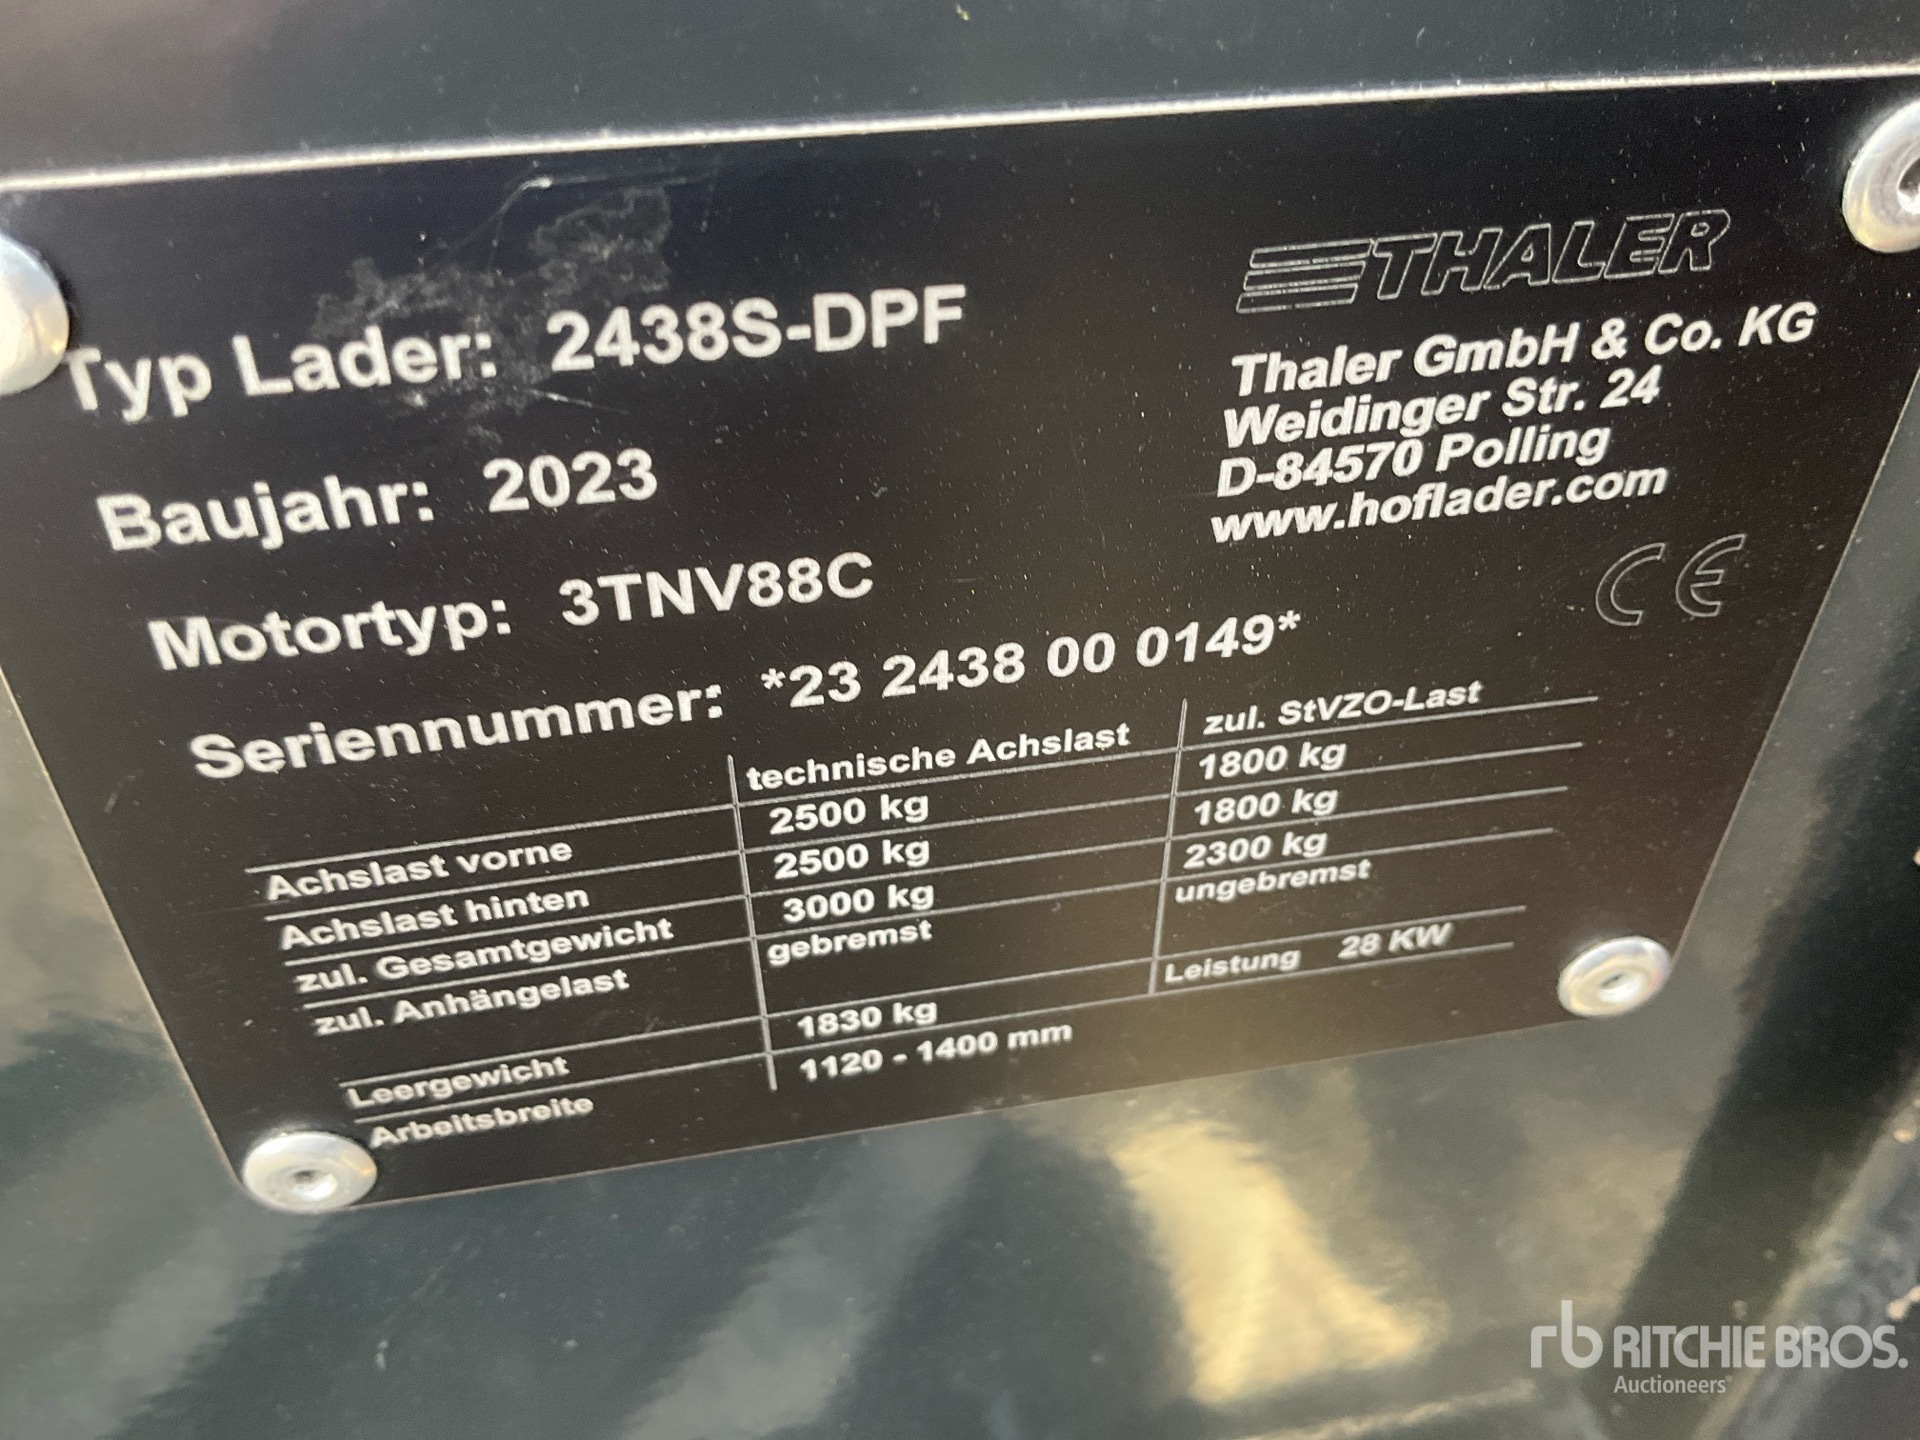 THALER
Thaler GmbH & Co. KG
Weidinger Str. 24
D-84570 Polling
www.hoflader.com
CE
Typ Lader: 2438S-DPF
Baujahr: 2023
Motortyp: 3TNV88C
Seriennummer: *23 2438 00 0149*
technische Achslast zul. StVZO-Last
Achslast vorne 2500 kg 1800 kg
Achslast hinten 2500 kg 1800 kg
zul. Gesamtgewicht 3000 kg 2300 kg
zul. Anhängelast gebremst ungebremst
Leergewicht 1830 kg Leistung 28 KW
Arbeitsbreite 1120 - 1400 mm
rb RITCHIE BROS.
Auctioneers